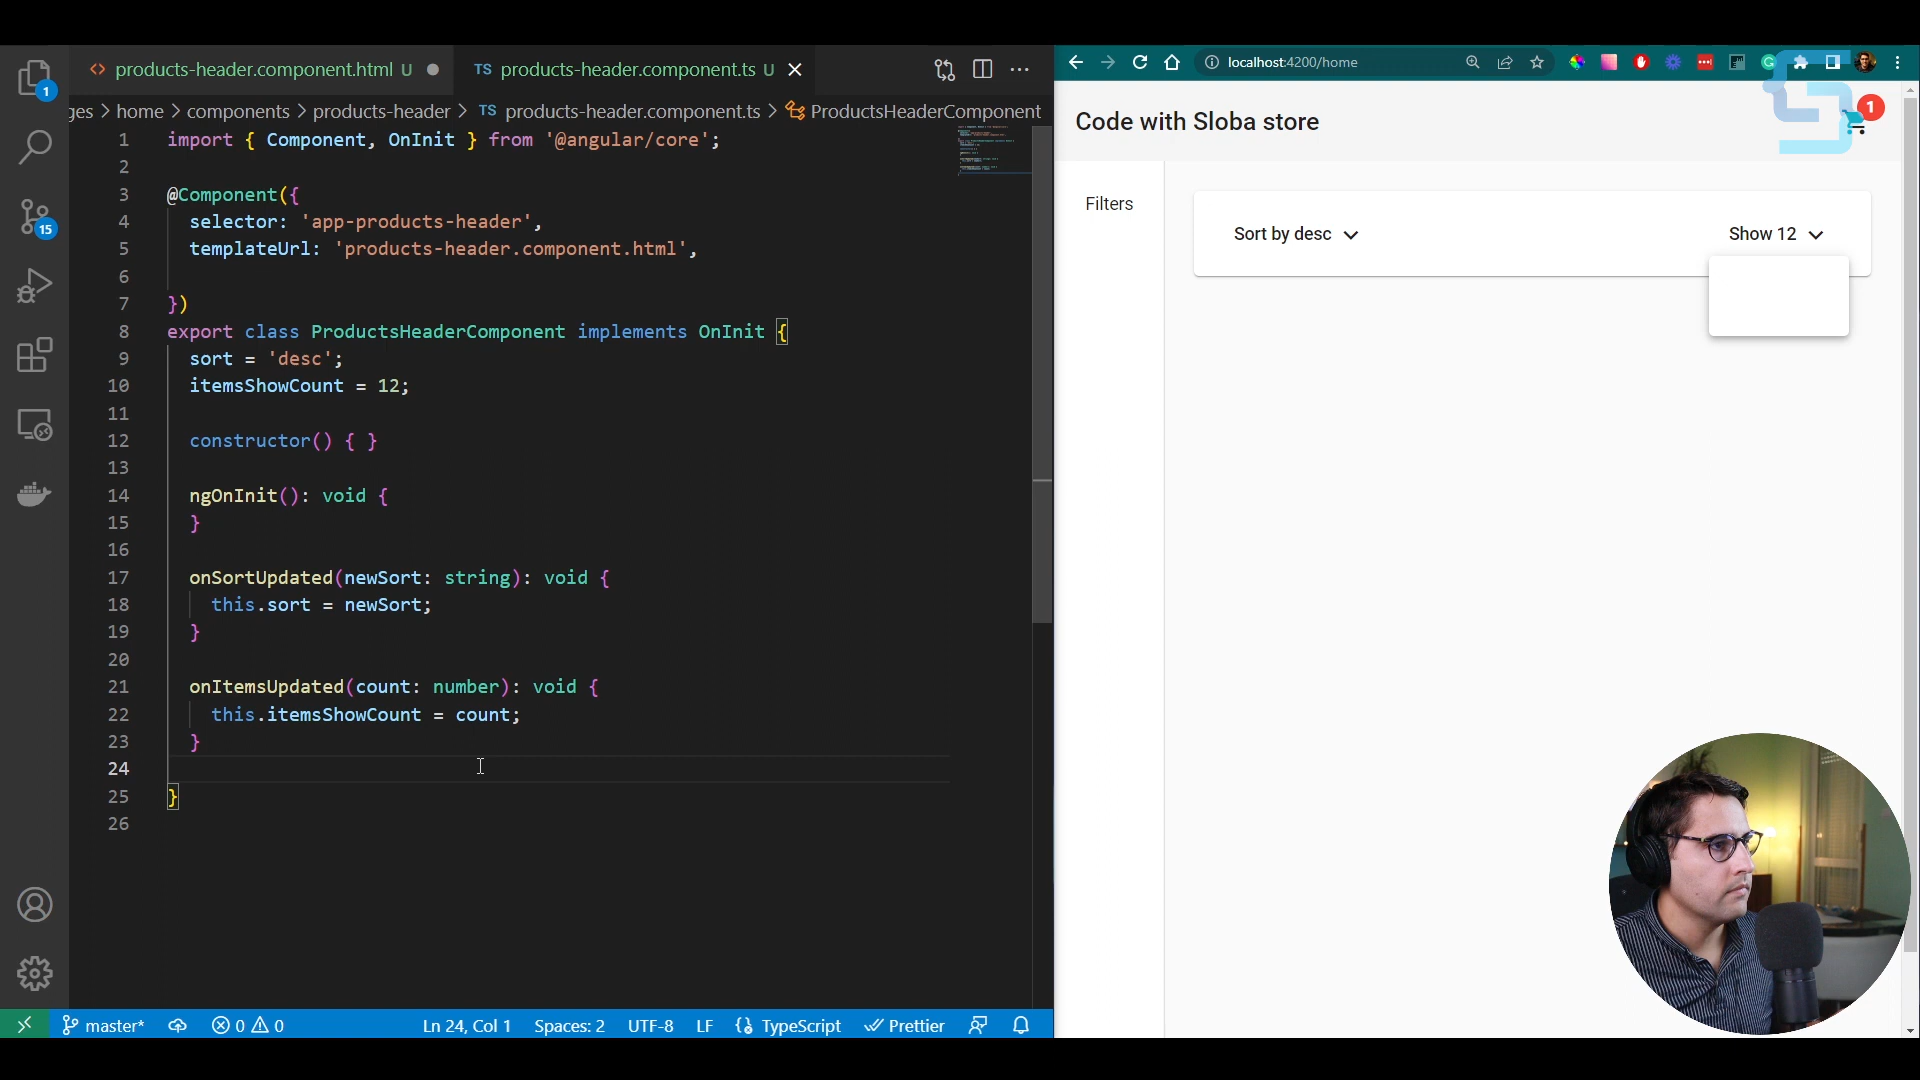 products-header.component.html U
TS products-header.component.ts U
ges > home > components > products-header > TS products-header.component.ts > ProductsHeaderComponent
1 import { Component, OnInit } from '@angular/core';
2
3 @Component({
4 selector: 'app-products-header',
5 templateUrl: 'products-header.component.html',
6
7 })
8 export class ProductsHeaderComponent implements OnInit {
9 sort = 'desc';
10 itemsShowCount = 12;
11
12 constructor() { }
13
14 ngOnInit(): void {
15 }
16
17 onSortUpdated(newSort: string): void {
18 this.sort = newSort;
19 }
20
21 onItemsUpdated(count: number): void {
22 this.itemsShowCount = count;
23 }
24
25 }
26
1
15
master*
0 0
Ln 24, Col 1
Spaces: 2
UTF-8
LF
TypeScript
Prettier
localhost:4200/home
Code with Sloba store
1
Filters
Sort by desc
Show 12